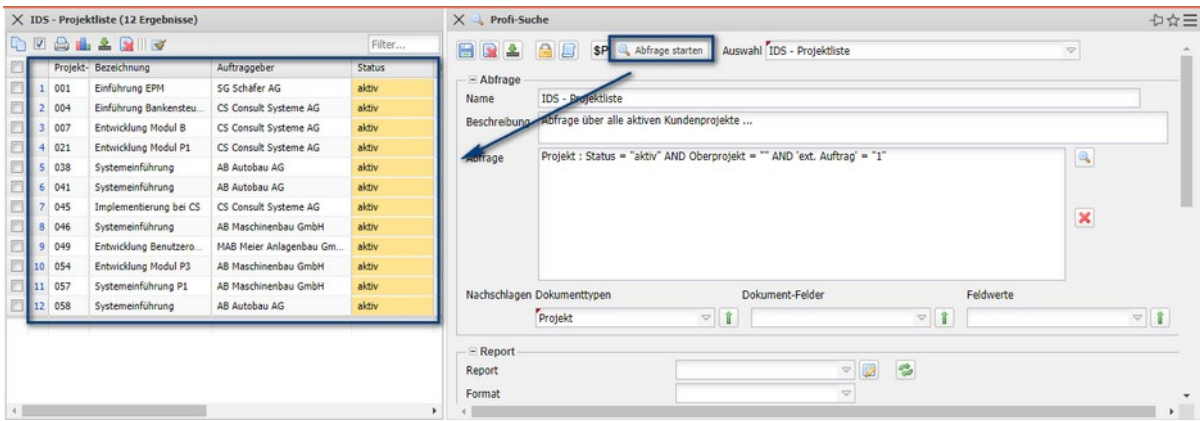 IDS - Projektliste (12 Ergebnisse)
Filter...
Projekt- Bezeichnung Auftraggeber Status
1 001 Einführung EPM SG Schäfer AG aktiv
2 004 Einführung Bankensteu... CS Consult Systeme AG aktiv
3 007 Entwicklung Modul B CS Consult Systeme AG aktiv
4 021 Entwicklung Modul P1 CS Consult Systeme AG aktiv
5 038 Systemeinführung AB Autobau AG aktiv
6 041 Systemeinführung AB Autobau AG aktiv
7 045 Implementierung bei CS CS Consult Systeme AG aktiv
8 046 Systemeinführung AB Maschinenbau GmbH aktiv
9 049 Entwicklung Benutzero... MAB Meier Anlagenbau Gm... aktiv
10 054 Entwicklung Modul P3 AB Maschinenbau GmbH aktiv
11 057 Systemeinführung P1 AB Maschinenbau GmbH aktiv
12 058 Systemeinführung AB Autobau AG aktiv
Profi-Suche
$P Abfrage starten Auswahl IDS - Projektliste
Abfrage
Name IDS - Projektliste
Beschreibung Abfrage über alle aktiven Kundenprojekte ...
Abfrage Projekt : Status = "aktiv" AND Oberprojekt = "" AND 'ext. Auftrag' = "1"
Nachschlagen Dokumenttypen Dokument-Felder Feldwerte
Projekt
Report
Report
Format